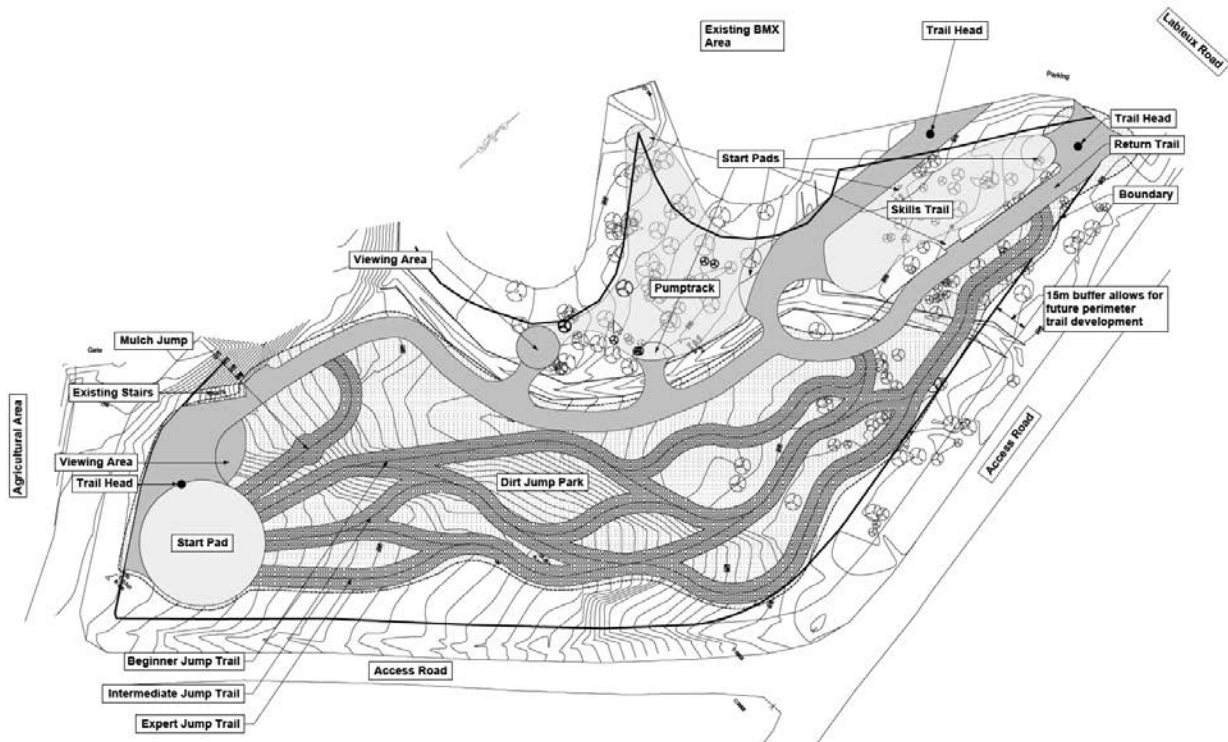 Existing BMX
Area
Trail Head
Labieux Road
Parking
Trail Head
Return Trail
Start Pads
Boundary
Skills Trail
Viewing Area
Pumptrack
15m buffer allows for
future perimeter
trail development
Mulch Jump
Gate
Existing Stairs
Agricultural Area
Viewing Area
Trail Head
Dirt Jump Park
Access Road
Start Pad
Beginner Jump Trail
Access Road
Intermediate Jump Trail
Expert Jump Trail